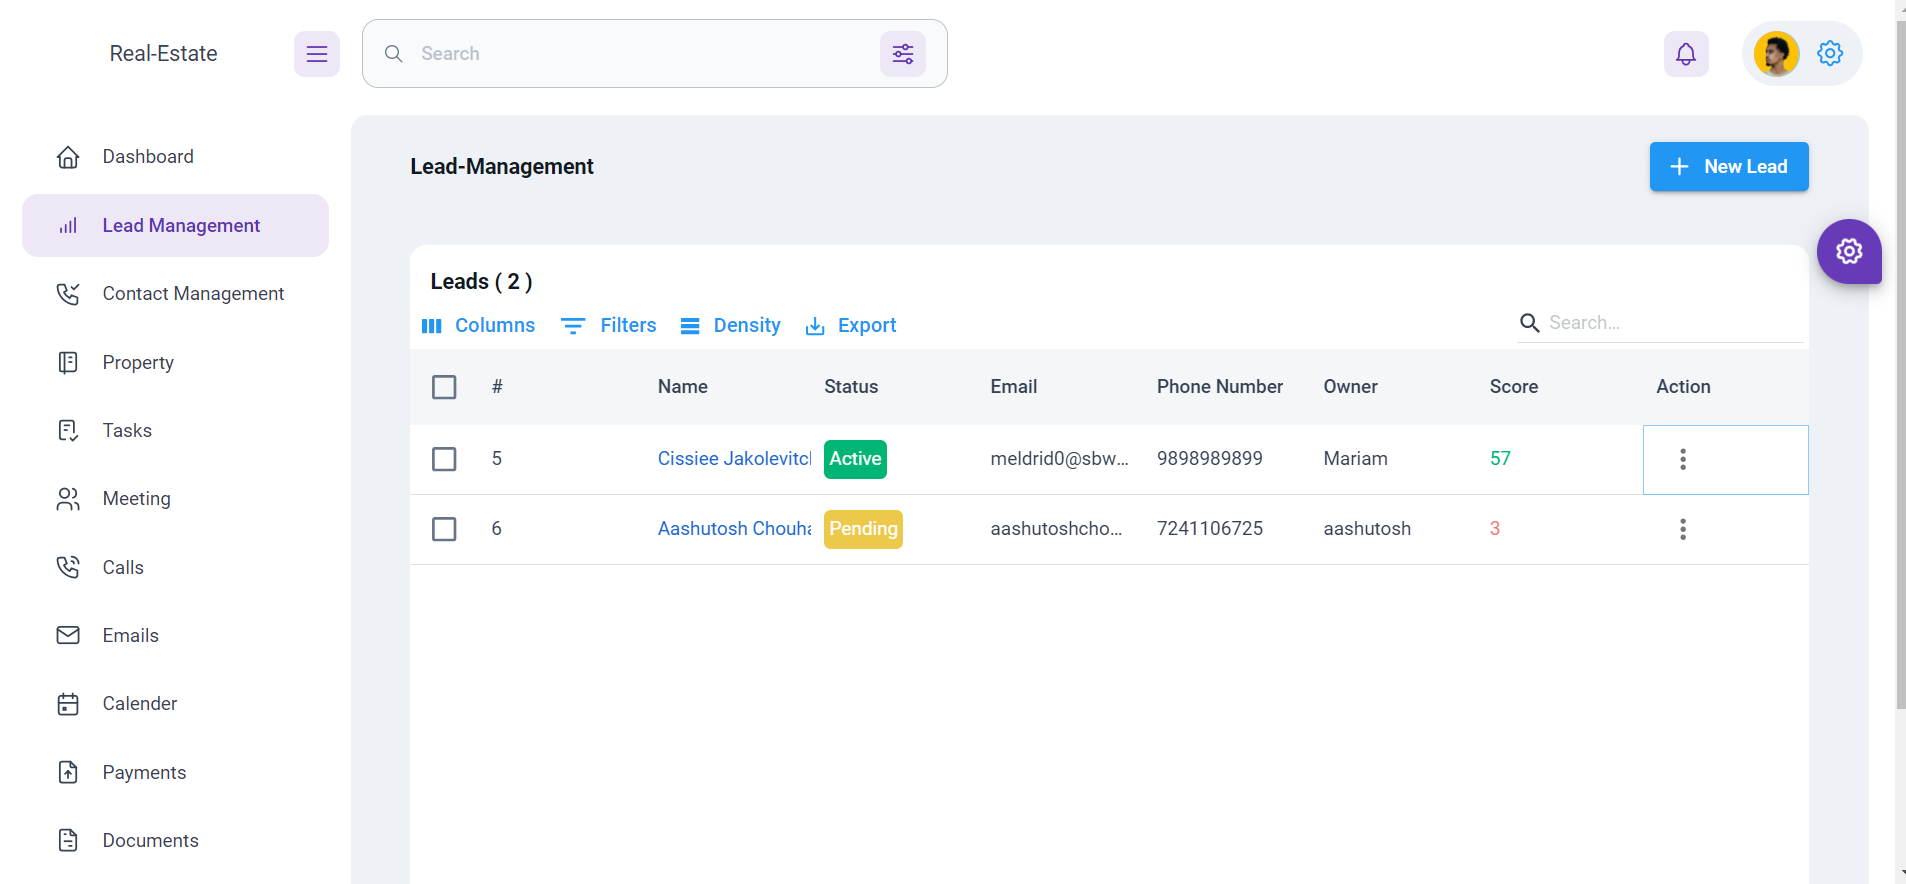 Real-Estate
Search
Dashboard
Lead Management
Contact Management
Property
Tasks
Meeting
Calls
Emails
Calender
Payments
Documents
Lead-Management
New Lead
Leads ( 2 )
Columns Filters Density Export
Search...
# Name Status Email Phone Number Owner Score Action
5 Cissiee Jakolevitcl Active meldrid0@sbw... 9898989899 Mariam 57
6 Aashutosh Chouha Pending aashutoshcho... 7241106725 aashutosh 3